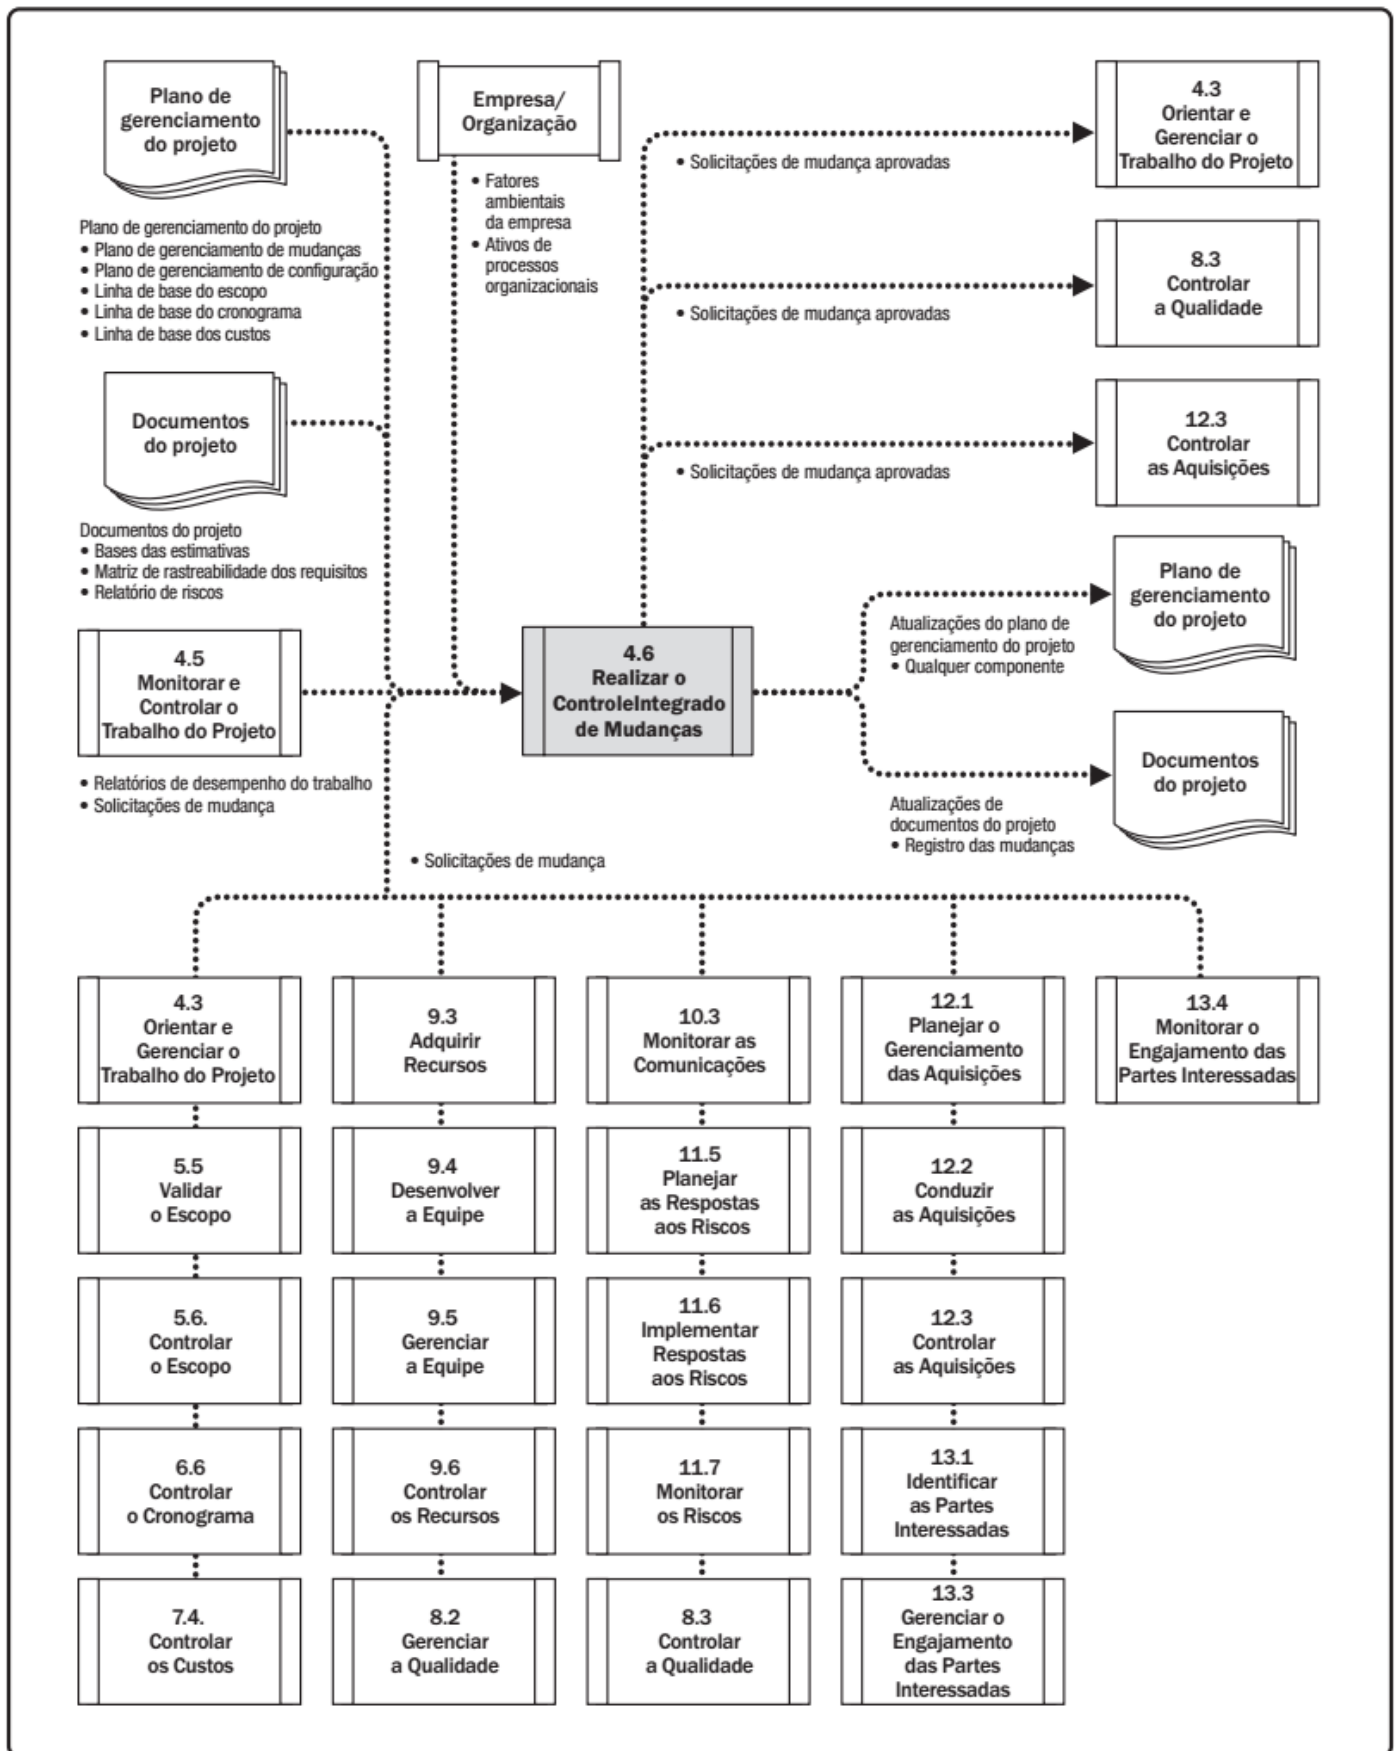 Plano de
gerenciamento
do projeto
Plano de gerenciamento do projeto
• Plano de gerenciamento de mudanças
• Plano de gerenciamento de configuração
• Linha de base do escopo
• Linha de base do cronograma
• Linha de base dos custos
Empresa/
Organização
• Fatores
ambientais
da empresa
• Ativos de
processos
organizacionais
• Solicitações de mudança aprovadas
4.3
Orientar e
Gerenciar o
Trabalho do Projeto
• Solicitações de mudança aprovadas
8.3
Controlar
a Qualidade
Documentos
do projeto
Documentos do projeto
• Bases das estimativas
• Matriz de rastreabilidade dos requisitos
• Relatório de riscos
• Solicitações de mudança aprovadas
12.3
Controlar
as Aquisições
4.5
Monitorar e
Controlar o
Trabalho do Projeto
• Relatórios de desempenho do trabalho
• Solicitações de mudança
4.6
Realizar o
ControleIntegrado
de Mudanças
Atualizações do plano de
gerenciamento do projeto
• Qualquer componente
Plano de
gerenciamento
do projeto
Atualizações de
documentos do projeto
• Registro das mudanças
Documentos
do projeto
• Solicitações de mudança
4.3
Orientar e
Gerenciar o
Trabalho do Projeto
9.3
Adquirir
Recursos
10.3
Monitorar as
Comunicações
12.1
Planejar o
Gerenciamento
das Aquisições
13.4
Monitorar o
Engajamento das
Partes Interessadas
5.5
Validar
o Escopo
9.4
Desenvolver
a Equipe
11.5
Planejar
as Respostas
aos Riscos
12.2
Conduzir
as Aquisições
5.6.
Controlar
o Escopo
9.5
Gerenciar
a Equipe
11.6
Implementar
Respostas
aos Riscos
12.3
Controlar
as Aquisições
6.6
Controlar
o Cronograma
9.6
Controlar
os Recursos
11.7
Monitorar
os Riscos
13.1
Identificar
as Partes
Interessadas
7.4.
Controlar
os Custos
8.2
Gerenciar
a Qualidade
8.3
Controlar
a Qualidade
13.3
Gerenciar o
Engajamento
das Partes
Interessadas